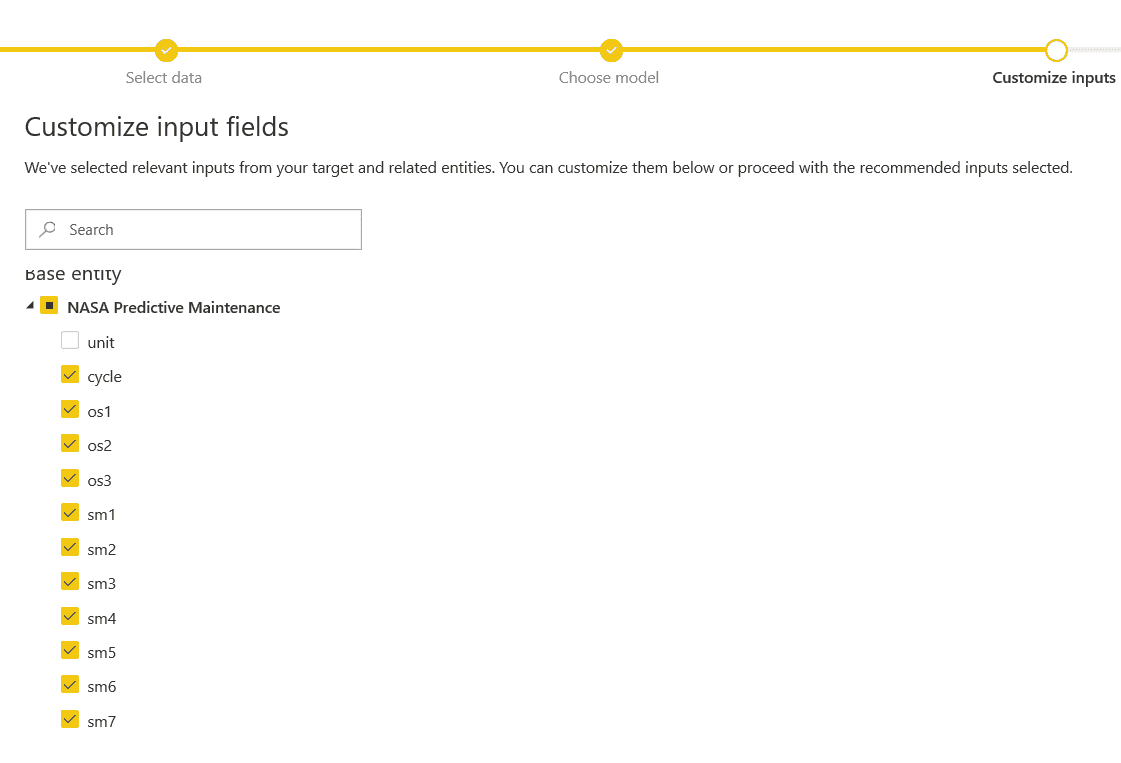 Select data
Choose model
Customize inputs
Customize input fields
We've selected relevant inputs from your target and related entities. You can customize them below or proceed with the recommended inputs selected.
Search
Base entity
NASA Predictive Maintenance
unit
cycle
os1
os2
os3
sm1
sm2
sm3
sm4
sm5
sm6
sm7